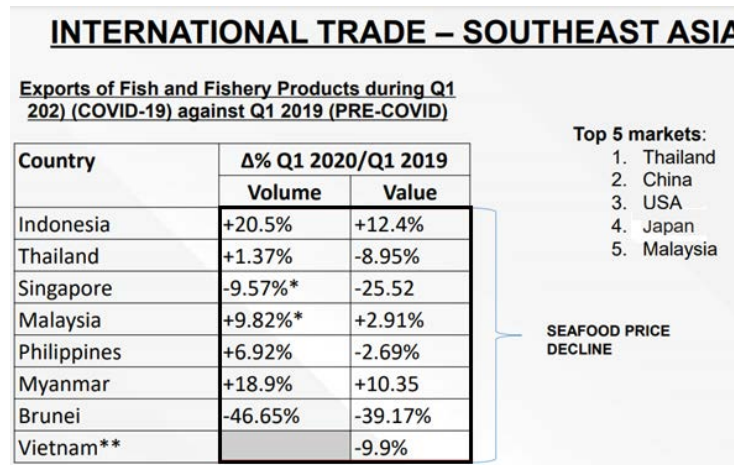 INTERNATIONAL TRADE – SOUTHEAST ASIA
Exports of Fish and Fishery Products during Q1
202) (COVID-19) against Q1 2019 (PRE-COVID)
Country Δ% Q1 2020/Q1 2019
Volume Value
Indonesia +20.5% +12.4%
Thailand +1.37% -8.95%
Singapore -9.57%* -25.52
Malaysia +9.82%* +2.91%
Philippines +6.92% -2.69%
Myanmar +18.9% +10.35
Brunei -46.65% -39.17%
Vietnam** -9.9%
Top 5 markets:
1. Thailand
2. China
3. USA
4. Japan
5. Malaysia
SEAFOOD PRICE
DECLINE